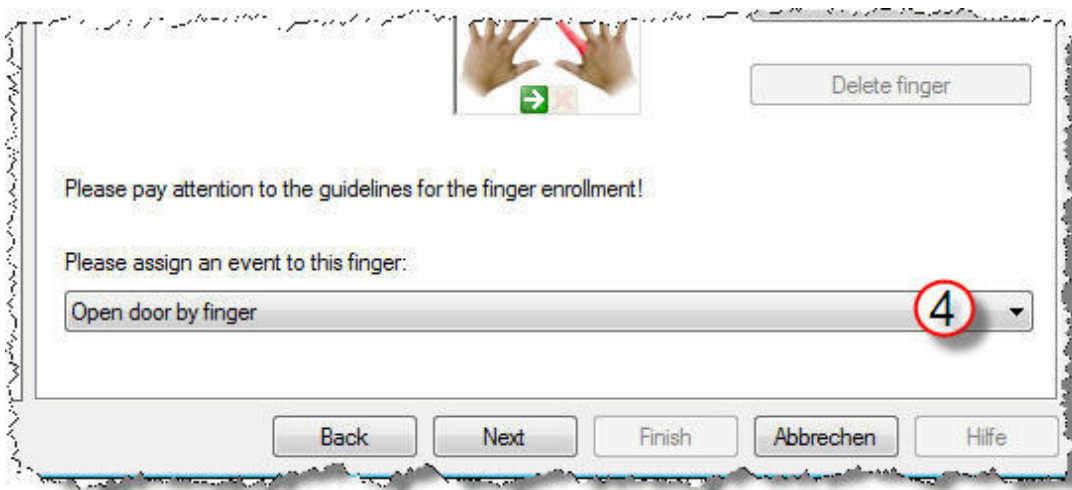 Delete finger
Please pay attention to the guidelines for the finger enrollment!
Please assign an event to this finger:
Open door by finger
4
Back Next Finish Abbrechen Hilfe